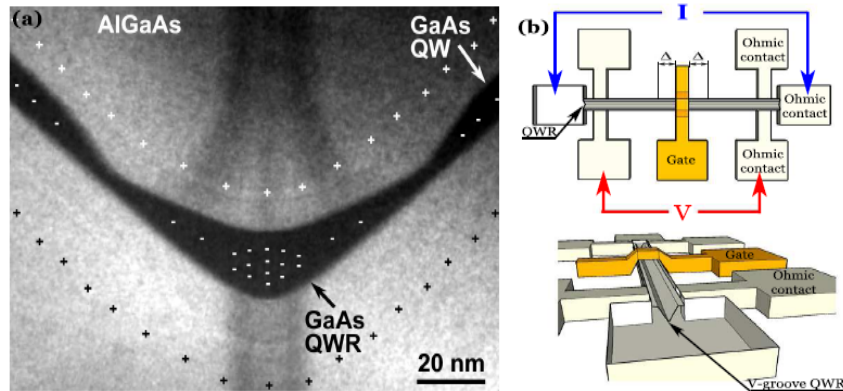 (a)
AlGaAs
GaAs
QW
GaAs
QWR
20 nm
(b)
I
Δ
Δ
Ohmic
contact
Ohmic
contact
QWR
Gate
Ohmic
contact
V
Gate
Ohmic
contact
V-groove QWR